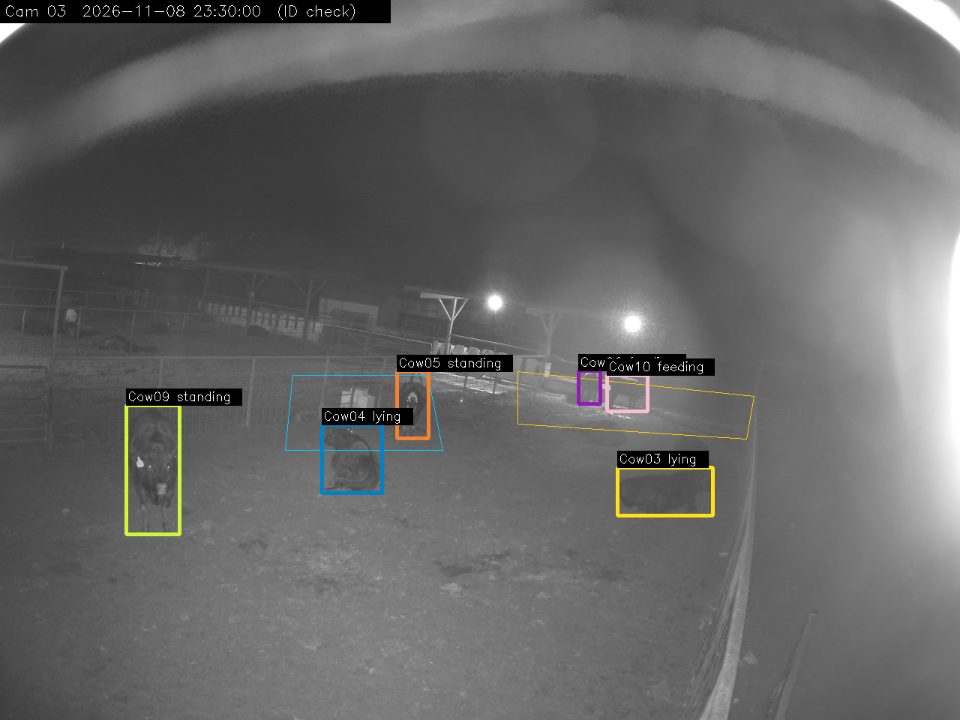 Cam 03 2026-11-08 23:30:00 (ID check)
Cow05 standing
Cow10 feeding
Cow09 standing
Cow04 lying
Cow03 lying